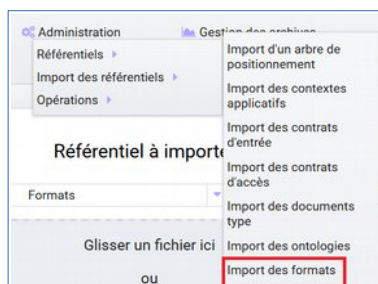 Administration
Gestion des archives
Référentiels
Import des référentiels
Opérations
Import d'un arbre de
positionnement
Import des contextes
applicatifs
Import des contrats
d'entrée
Import des contrats
d'accès
Import des documents
type
Import des ontologies
Import des formats
Référentiel à importe
Formats
Glisser un fichier ici
ou